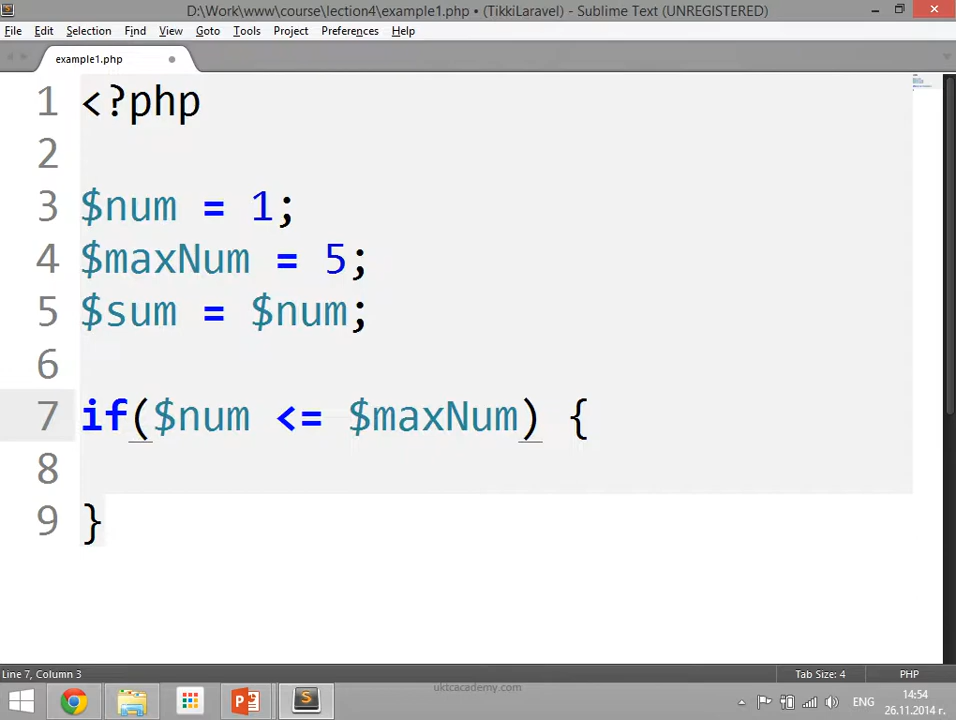 D:\Work\www\course\lection4\example1.php • (TikkiLaravel) - Sublime Text (UNREGISTERED)
File Edit Selection Find View Goto Tools Project Preferences Help
example1.php
1 <?php
2
3 $num = 1;
4 $maxNum = 5;
5 $sum = $num;
6
7 if($num <= $maxNum) {
8
9 }
Line 7, Column 3 Tab Size: 4 PHP
uktcacademy.com
ЕНГ
14:54
26.11.2014 г.